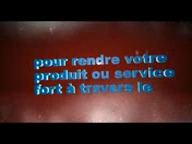 pour rendre votre
produit ou service
fort à travers le